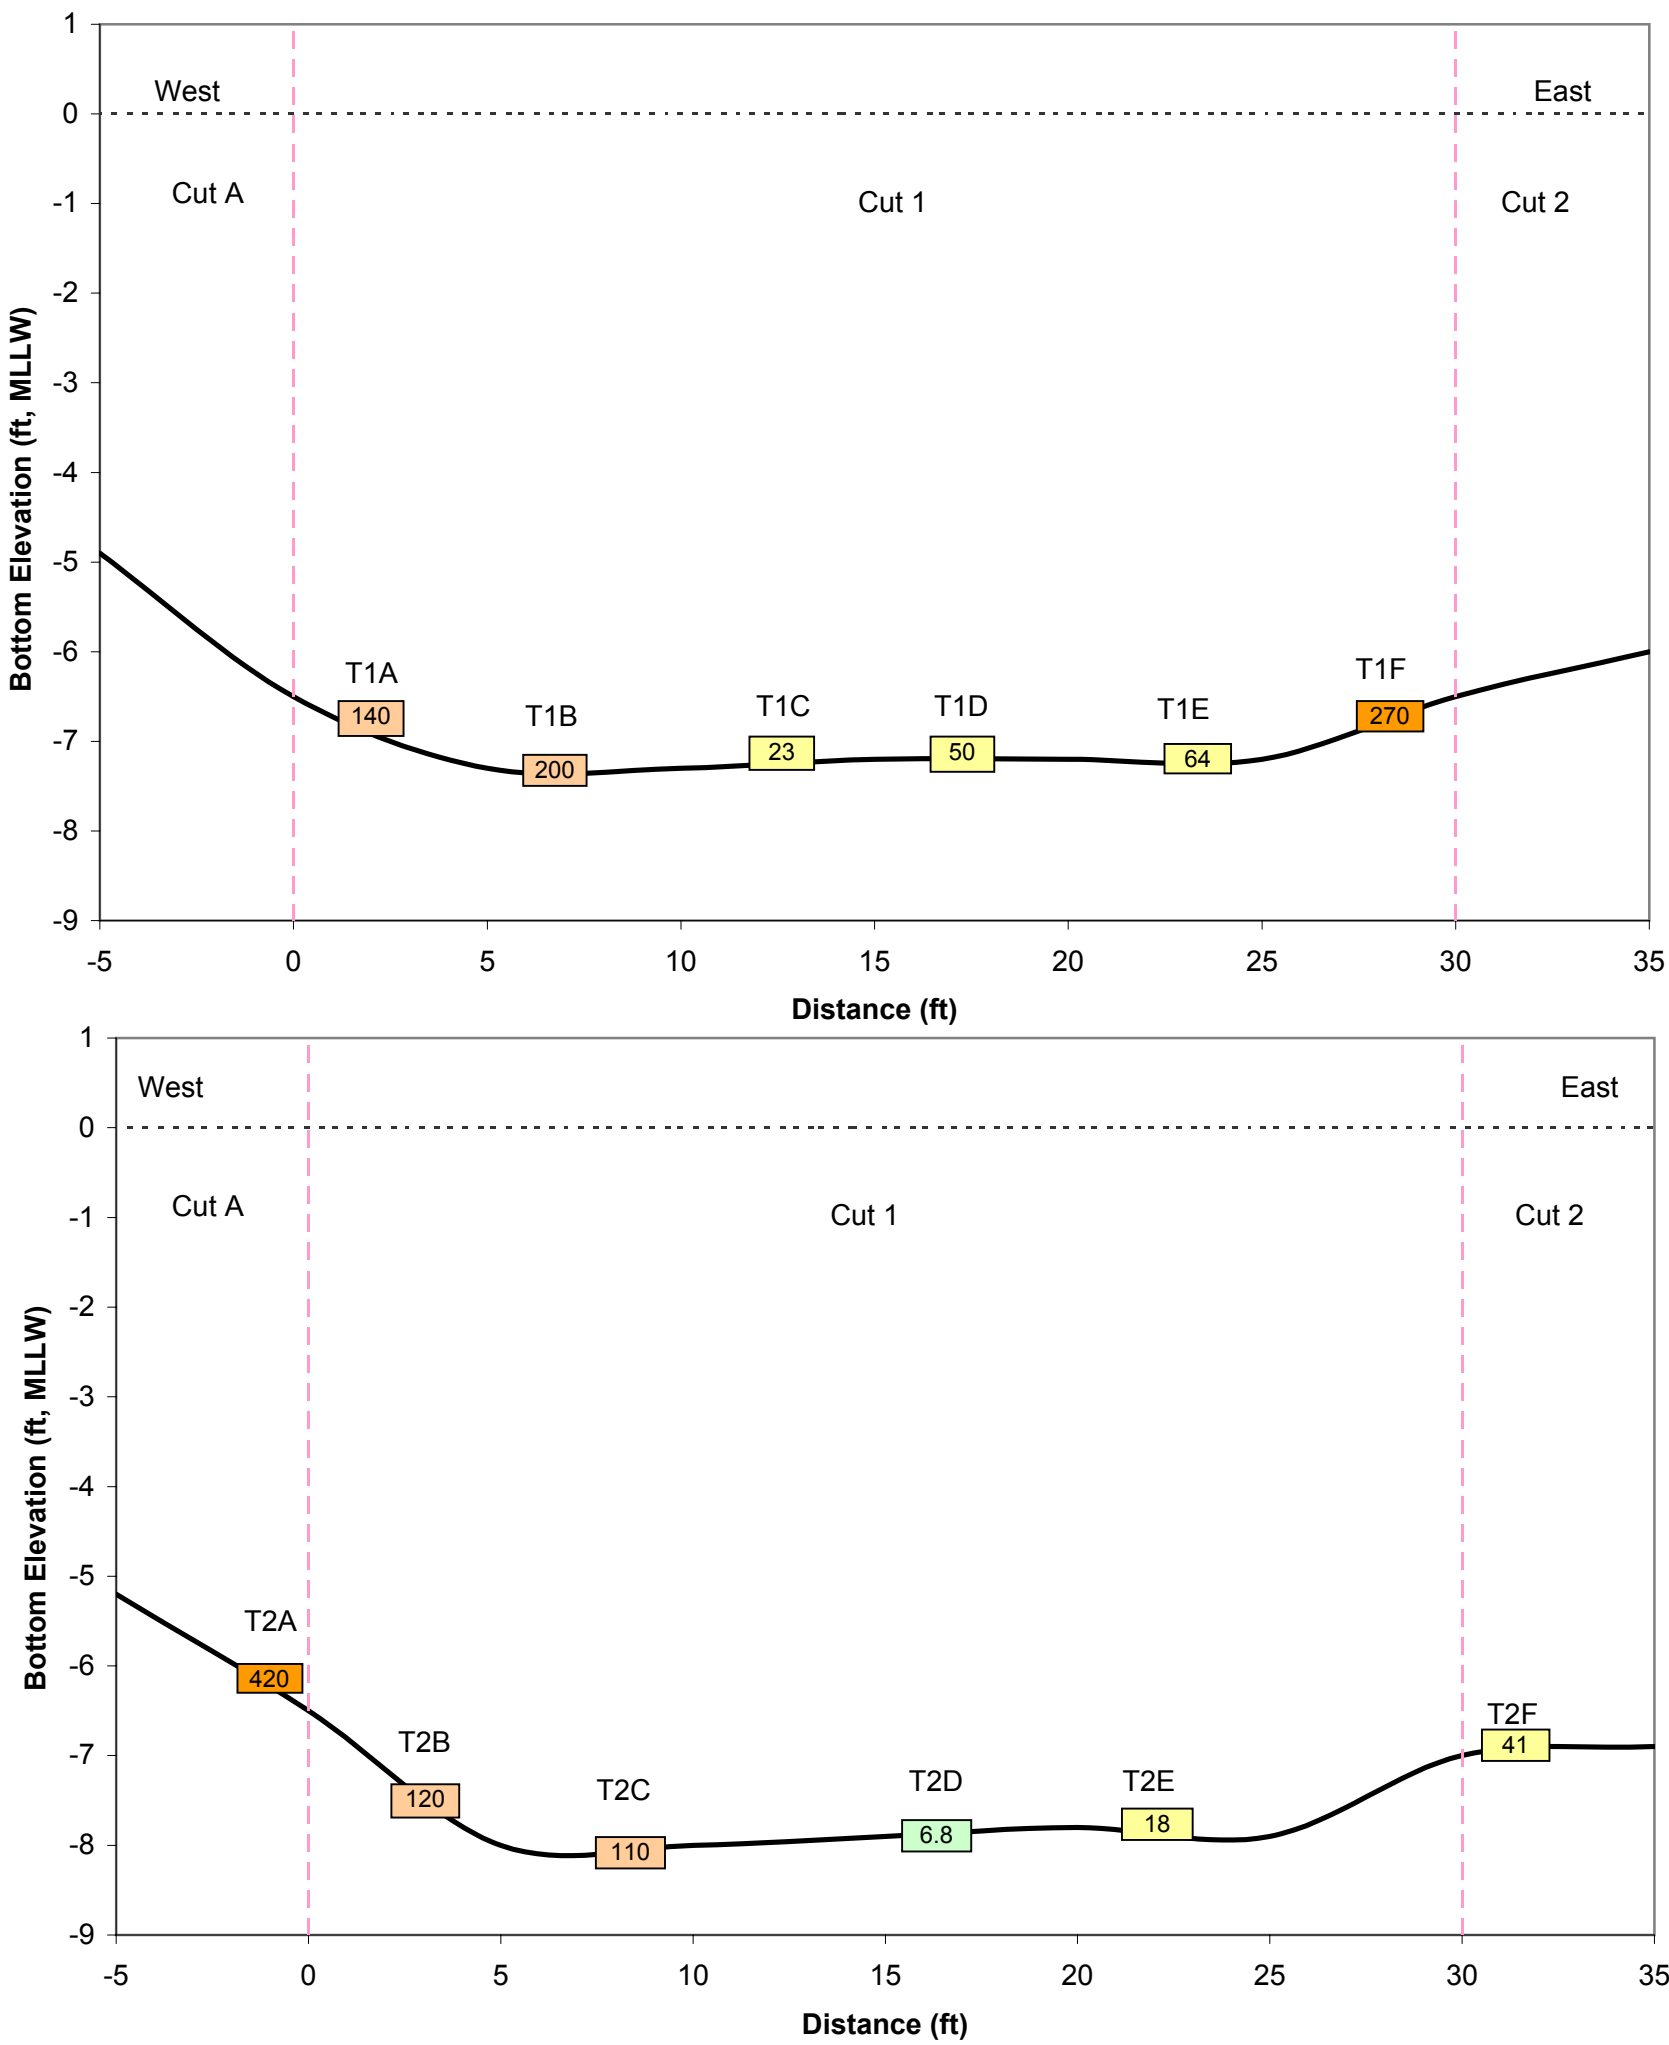 1
West
East
0
Cut A
Cut 1
Cut 2
-1
-2
-3
-4
-5
-6
-7
-8
-9
Bottom Elevation (ft, MLLW)
T1A
140
T1B
200
T1C
23
T1D
50
T1E
64
T1F
270
-5 0 5 10 15 20 25 30 35
Distance (ft)
1
West
East
0
Cut A
Cut 1
Cut 2
-1
-2
-3
-4
-5
-6
-7
-8
-9
Bottom Elevation (ft, MLLW)
T2A
420
T2B
120
T2C
110
T2D
6.8
T2E
18
T2F
41
-5 0 5 10 15 20 25 30 35
Distance (ft)